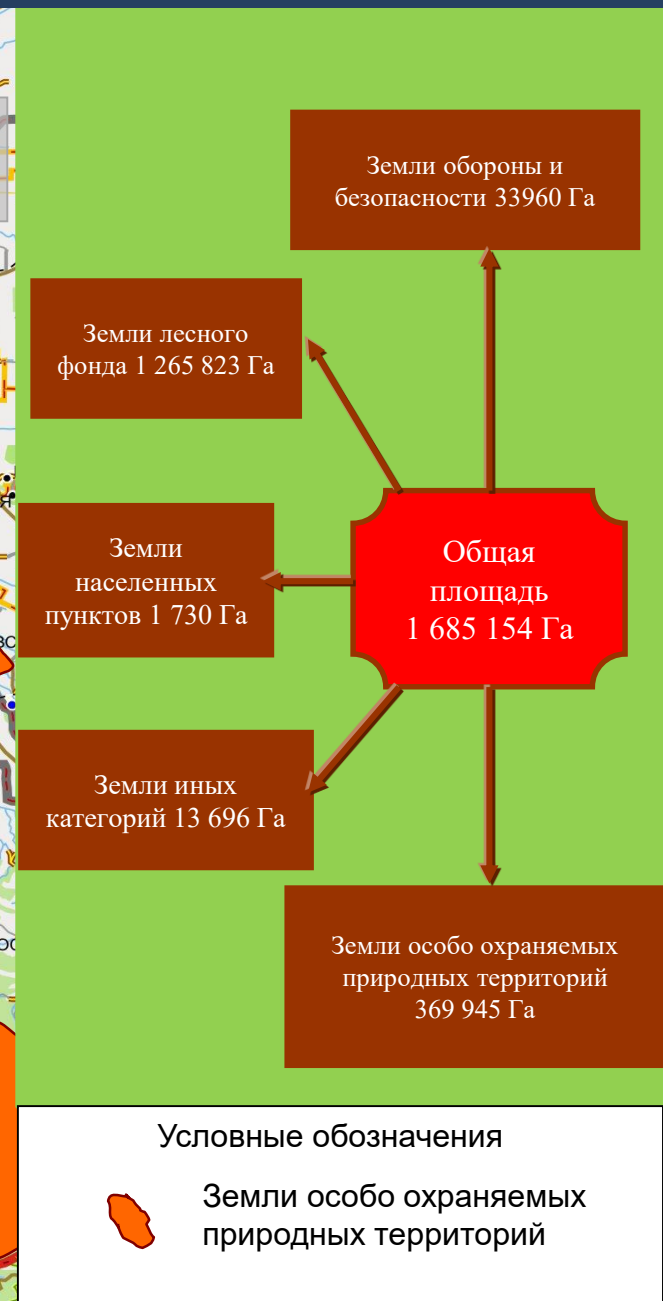 Земли обороны и
безопасности 33960 Га
Земли лесного
фонда 1 265 823 Га
Земли
населенных
пунктов 1 730 Га
Общая
площадь
1 685 154 Га
Земли иных
категорий 13 696 Га
Земли особо охраняемых
природных территорий
369 945 Га
Условные обозначения
Земли особо охраняемых
природных территорий